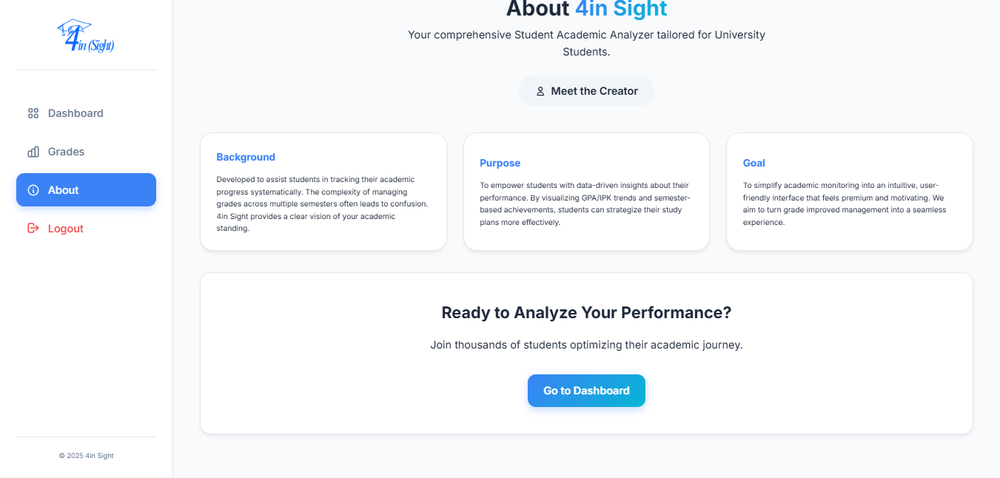 4in (Sight)
Dashboard
Grades
About
Logout
© 2025 4in Sight
About 4in Sight
Your comprehensive Student Academic Analyzer tailored for University
Students.
Meet the Creator
Background
Developed to assist students in tracking their academic
progress systematically. The complexity of managing
grades across multiple semesters often leads to confusion.
4in Sight provides a clear vision of your academic
standing.
Purpose
To empower students with data-driven insights about their
performance. By visualizing GPA/IPK trends and semester-
based achievements, students can strategize their study
plans more effectively.
Goal
To simplify academic monitoring into an intuitive, user-
friendly interface that feels premium and motivating. We
aim to turn grade improved management into a seamless
experience.
Ready to Analyze Your Performance?
Join thousands of students optimizing their academic journey.
Go to Dashboard